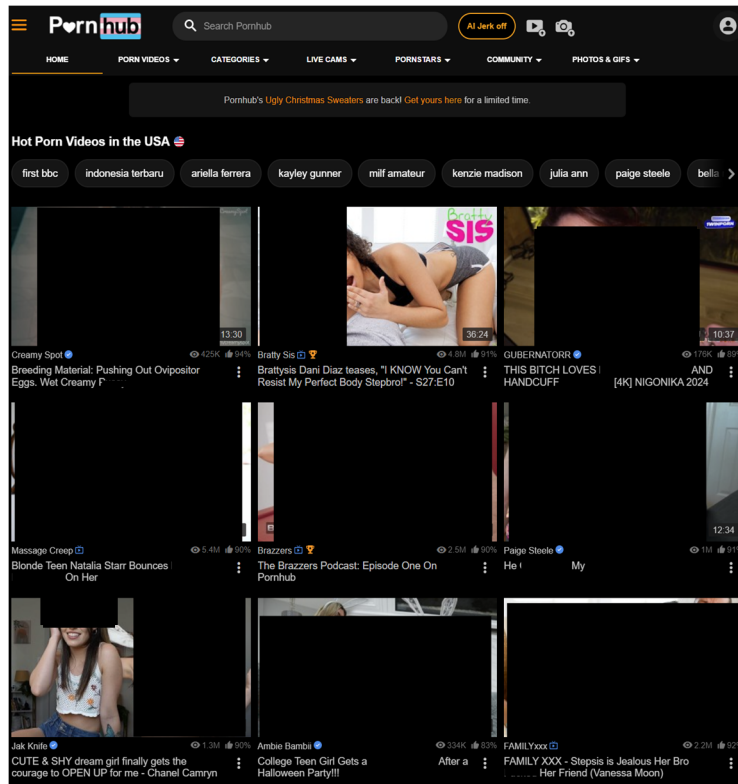 Pornhub
Search Pornhub
AI Jerk off
HOME
PORN VIDEOS
CATEGORIES
LIVE CAMS
PORNSTARS
COMMUNITY
PHOTOS & GIFS
Pornhub's Ugly Christmas Sweaters are back! Get yours here for a limited time.
Hot Porn Videos in the USA
first bbc
indonesia terbaru
ariella ferrera
kayley gunner
milf amateur
kenzie madison
julia ann
paige steele
bella
13:30
Bratty
SIS
36:24
10:37
Creamy Spot
425K 94%
Bratty Sis
4.8M 91%
GUBERNATORR
176K
Breeding Material: Pushing Out Ovipositor
Eggs. Wet Creamy
Brattysis Dani Diaz teases, "I KNOW You Can't
Resist My Perfect Body Stepbro!" - S27:E10
THIS BITCH LOVES AND
HANDCUFF [4K] NIGONIKA 2024
12:34
Massage Creep
5.4M 90%
Brazzers
2.5M 90%
Paige Steele
1M
Blonde Teen Natalia Starr Bounces
On Her
The Brazzers Podcast: Episode One On
Pornhub
He My
Jak Knife
1.3M 90%
Ambie Bambii
334K 83%
FAMILYxxx
2.2M
CUTE & SHY dream girl finally gets the
courage to OPEN UP for me - Chanel Camryn
College Teen Girl Gets a After a
Halloween Party!!!
FAMILY XXX - Stepsis is Jealous Her Bro
Her Friend (Vanessa Moon)